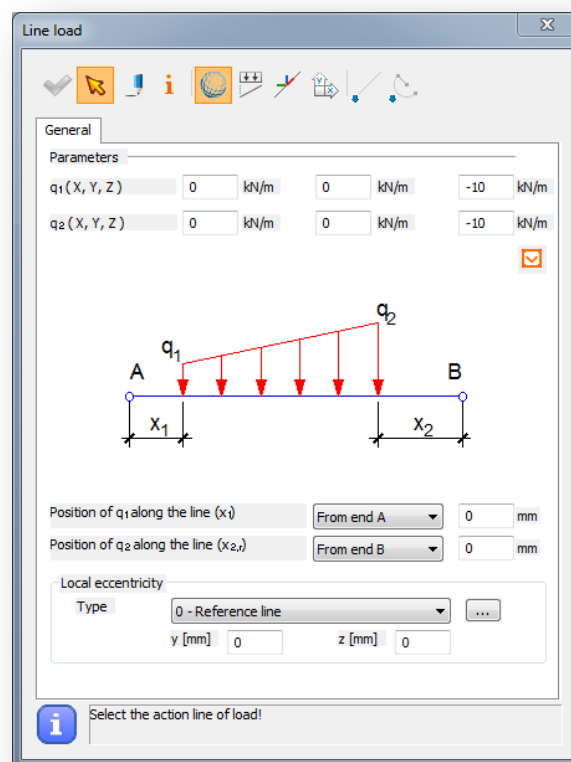 Line load
General
Parameters
q₁ (X, Y, Z) 0 kN/m 0 kN/m -10 kN/m
q₂ (X, Y, Z) 0 kN/m 0 kN/m -10 kN/m
q₂
q₁
A B
x₁ x₂
Position of q₁ along the line (x₁) From end A 0 mm
Position of q₂ along the line (x₂,ᵣ) From end B 0 mm
Local eccentricity
Type 0 - Reference line ...
y [mm] 0 z [mm] 0
Select the action line of load!